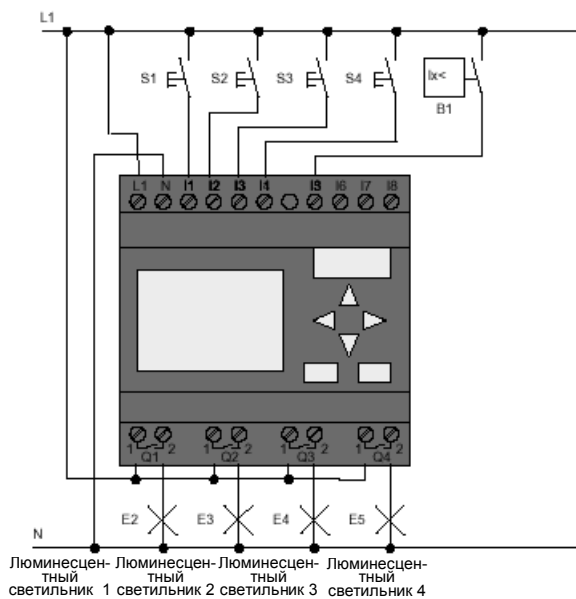 L1
S1 S2 S3 S4 Ix<
B1
L1 N I1 I2 I3 I4 I5 I6 I7 I8
1 2 1 2 1 2 1 2
Q1 Q2 Q3 Q4
E2 E3 E4 E5
N
Люминесцен- Люминесцен- Люминесцен- Люминесцен-
тный тный тный тный
светильник 1 светильник 2 светильник 3 светильник 4